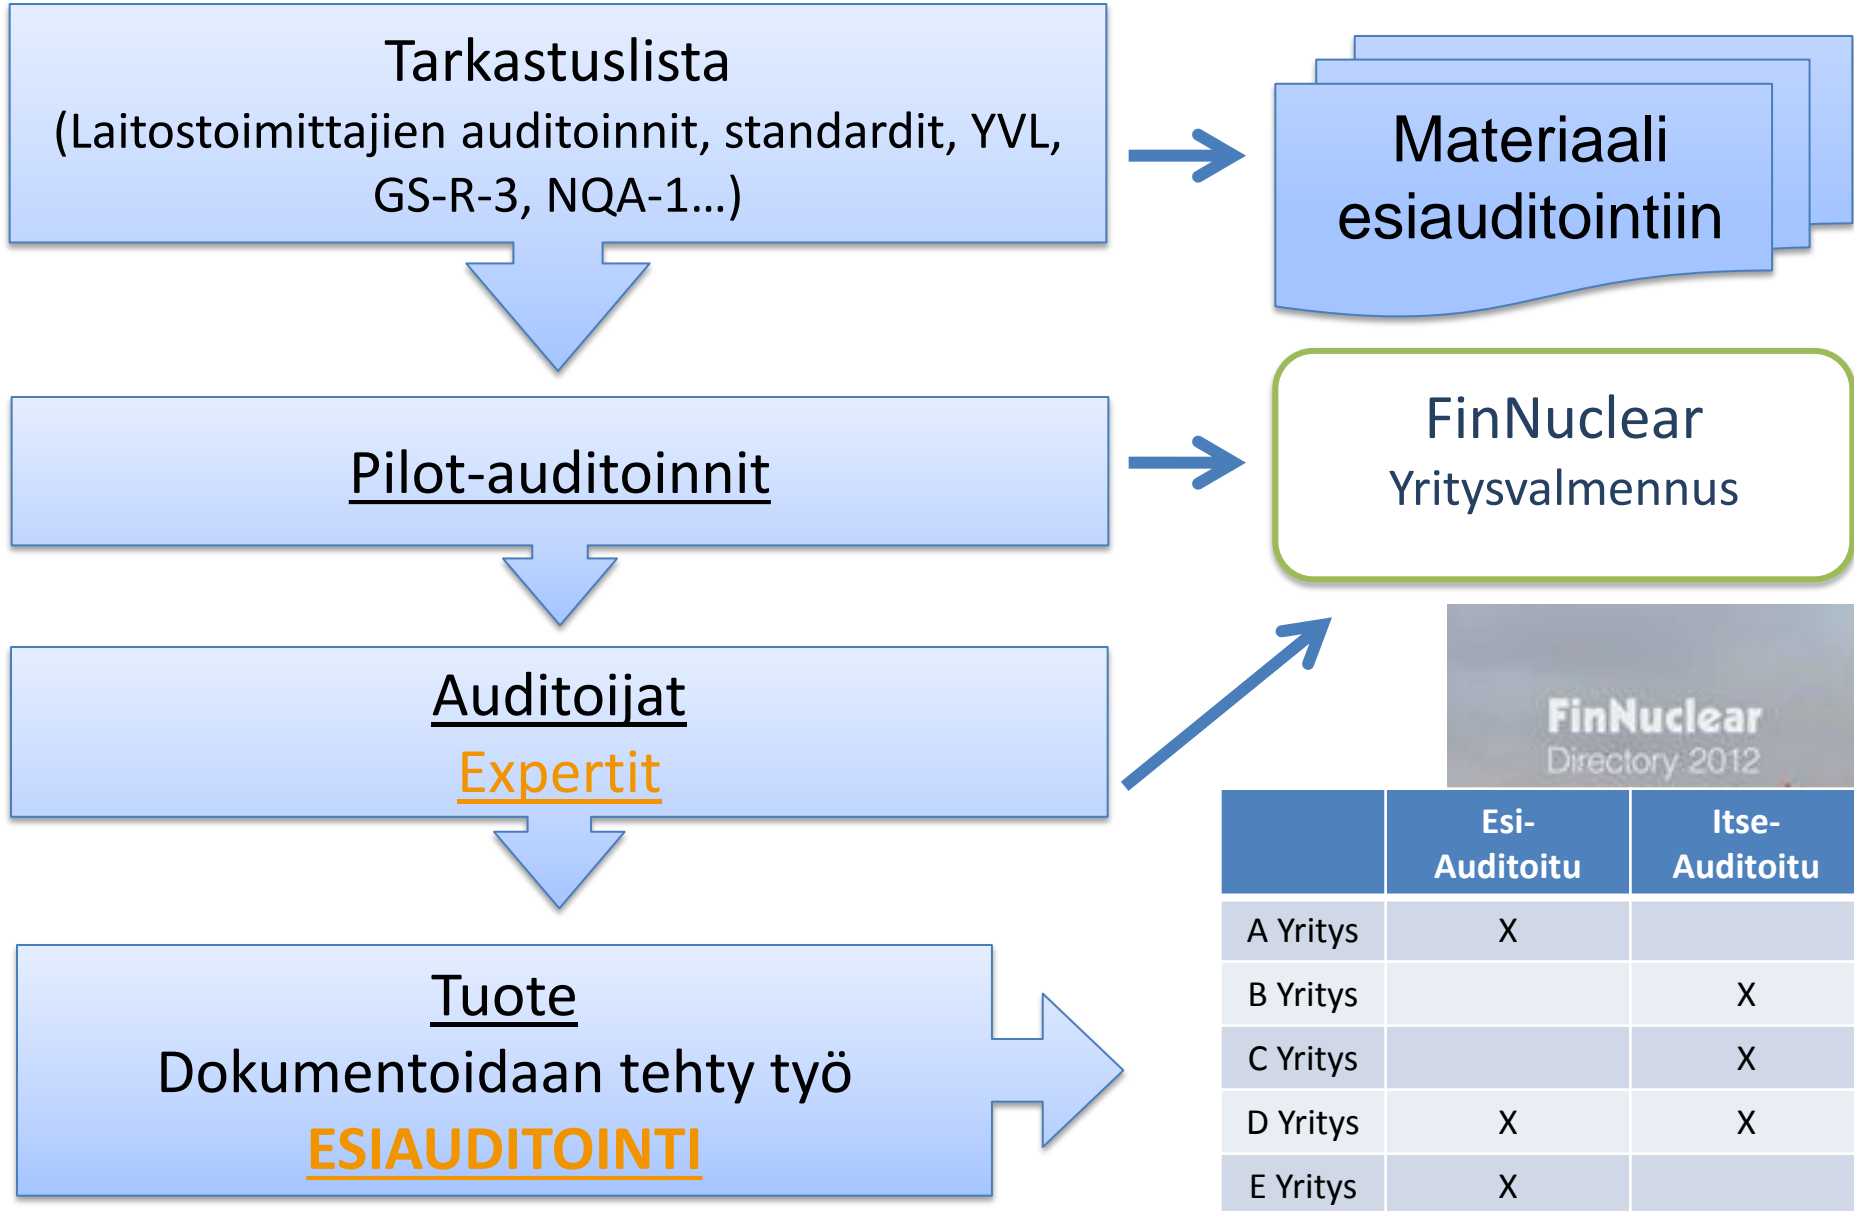 Tarkastuslista
(Laitostoimittajien auditoinnit, standardit, YVL,
GS-R-3, NQA-1...)
Materiaali
esiauditointiin
Pilot-auditoinnit
FinNuclear
Yritysvalmennus
Auditoijat
Expertit
FinNuclear
Directory 2012
Tuote
Dokumentoidaan tehty työ
ESIAUDITOINTI
Esi- Itse-
Auditoitu Auditoitu
A Yritys X
B Yritys X
C Yritys X
D Yritys X X
E Yritys X